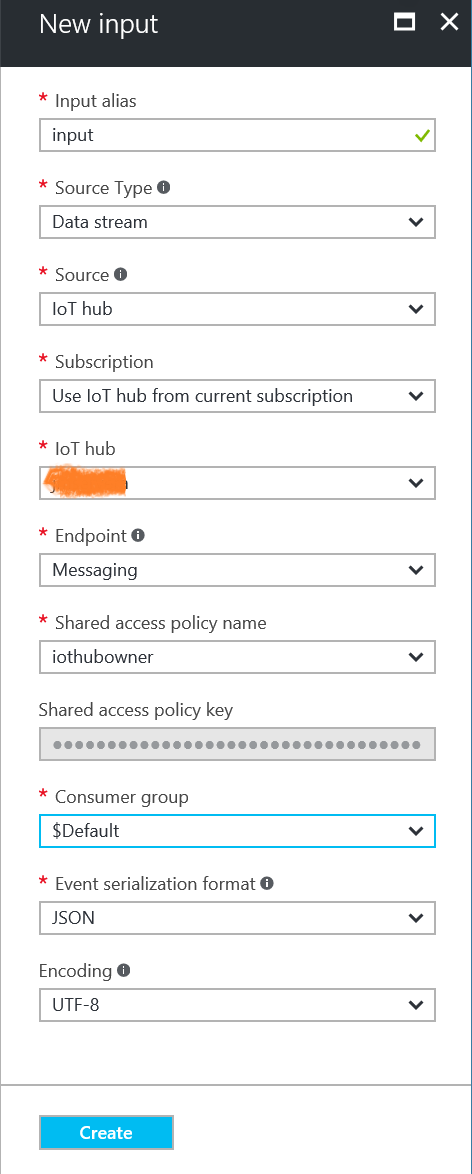 New input
* Input alias
input
* Source Type
Data stream
* Source
IoT hub
* Subscription
Use IoT hub from current subscription
* IoT hub
* Endpoint
Messaging
* Shared access policy name
iothubowner
Shared access policy key
* Consumer group
$Default
* Event serialization format
JSON
Encoding
UTF-8
Create